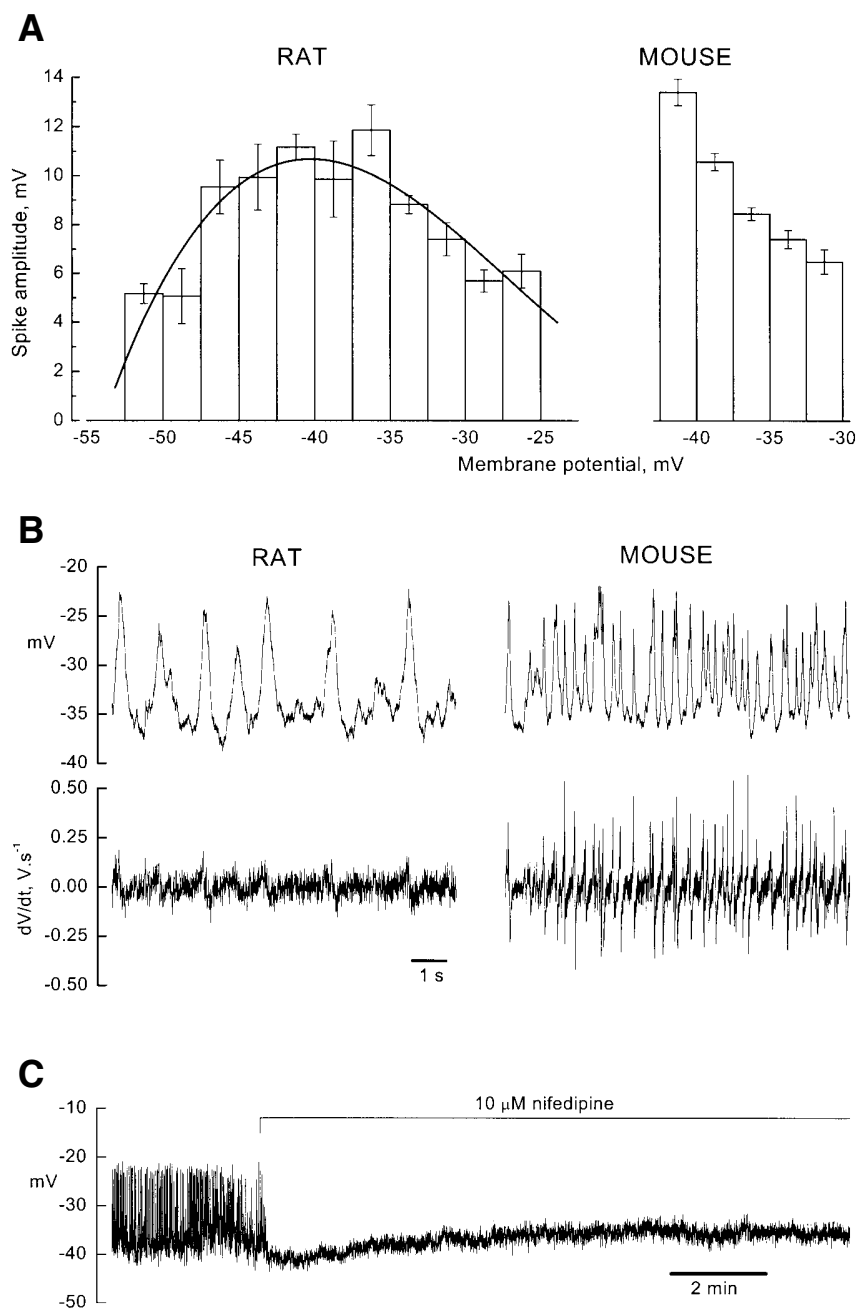 A
RAT
MOUSE
14
12
10
8
6
4
2
0
Spike amplitude, mV
-55
-50
-45
-40
-35
-30
-25
-40
-35
-30
Membrane potential, mV
B
RAT
MOUSE
-20
-25
mV
-30
-35
-40
0.50
0.25
0.00
-0.25
-0.50
dV/dt, V.s⁻¹
1 s
C
10 μM nifedipine
-10
-20
mV
-30
-40
-50
2 min